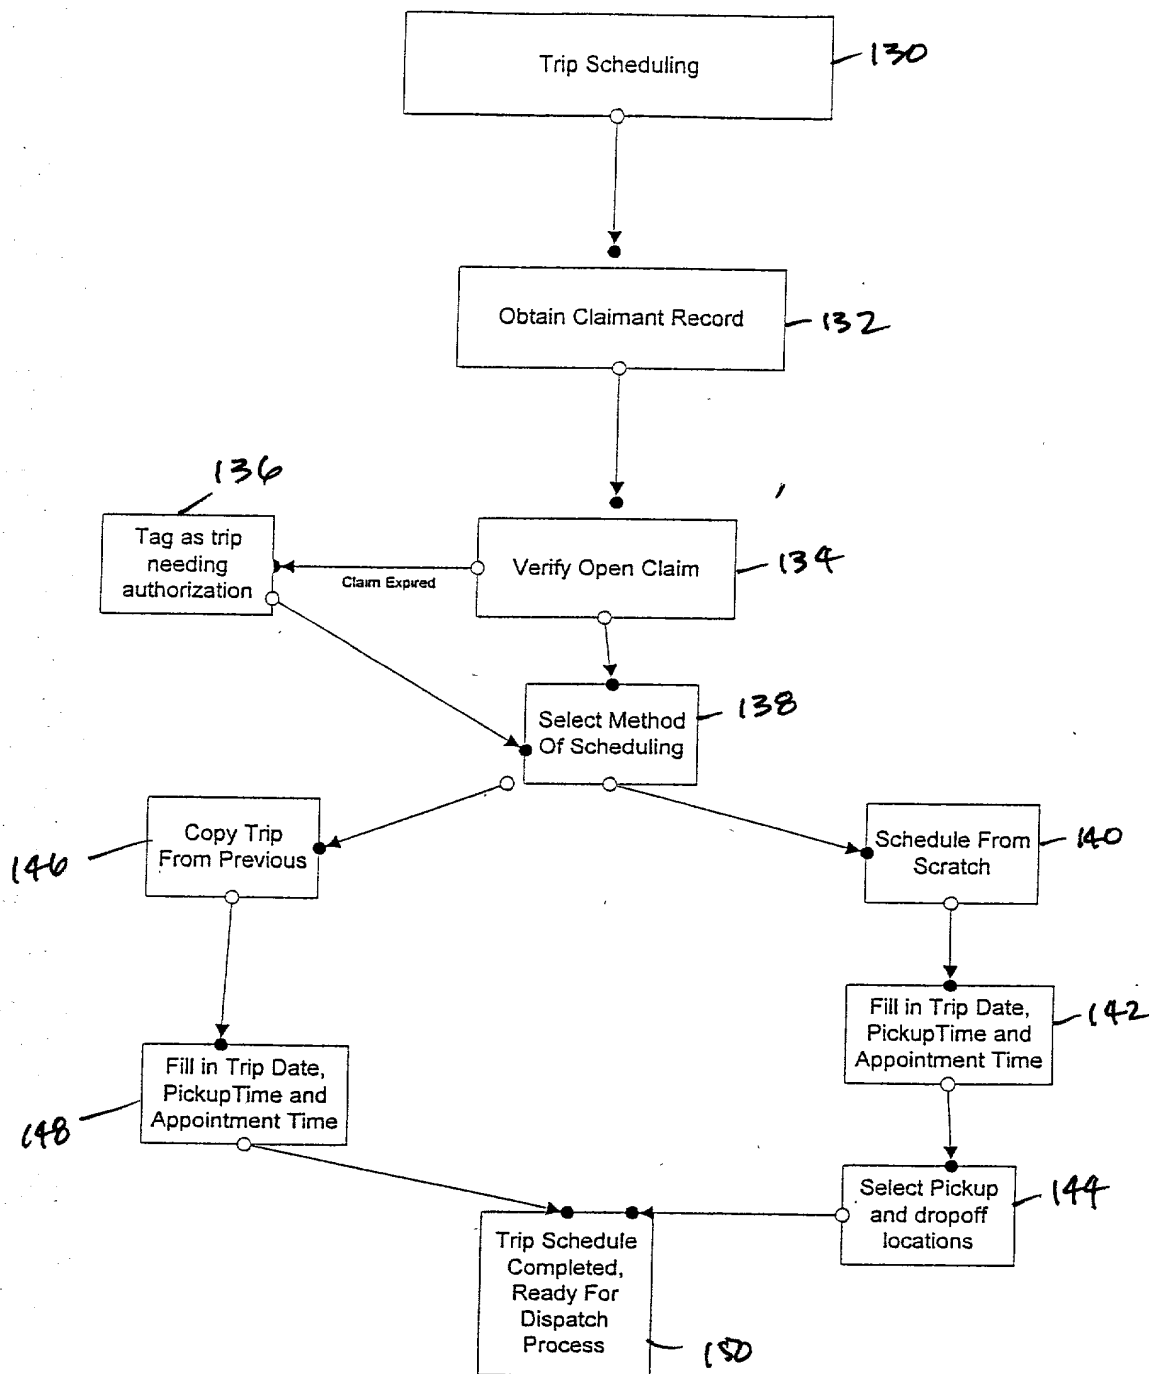 Trip Scheduling
130
Obtain Claimant Record
132
136
Tag as trip
needing
authorization
Claim Expired
Verify Open Claim
134
Select Method
Of Scheduling
138
Copy Trip
From Previous
146
Schedule From
Scratch
140
Fill in Trip Date,
PickupTime and
Appointment Time
142
Fill in Trip Date,
PickupTime and
Appointment Time
148
Select Pickup
and dropoff
locations
144
Trip Schedule
Completed,
Ready For
Dispatch
Process
150